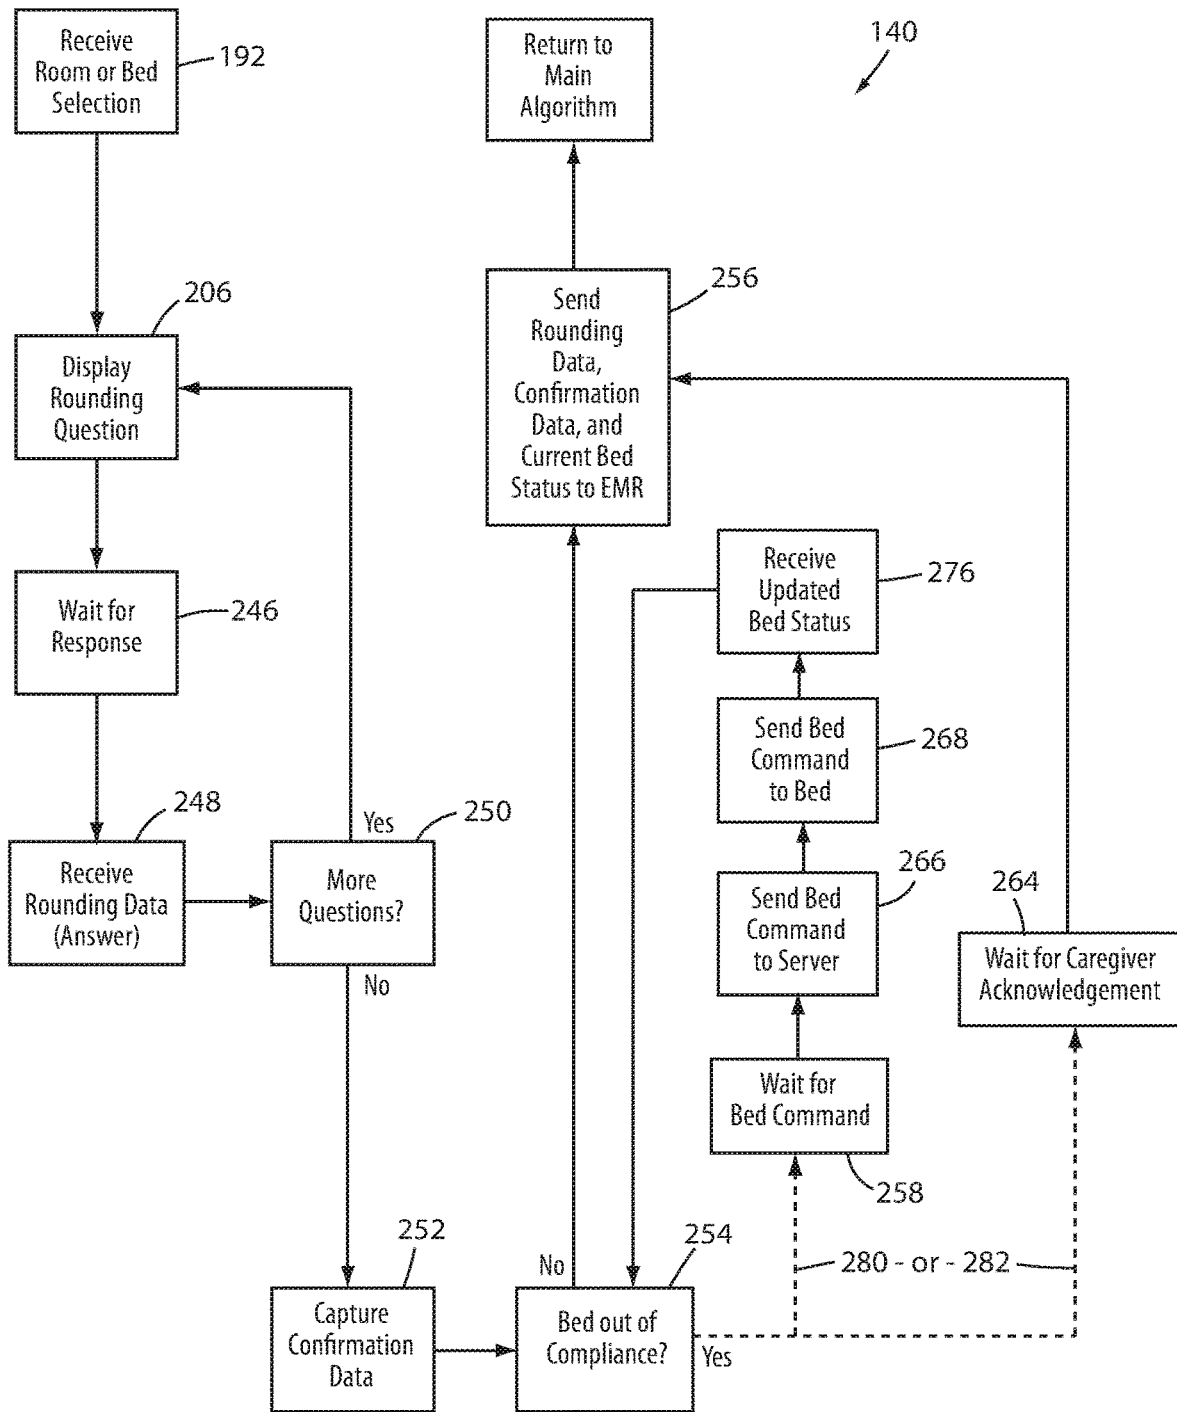 Receive
Room or Bed
Selection
192
Return to
Main
Algorithm
140
206
Display
Rounding
Question
256
Send
Rounding
Data,
Confirmation
Data, and
Current Bed
Status to EMR
Wait for
Response
246
Receive
Updated
Bed Status
276
Send Bed
Command
to Bed
268
248
Receive
Rounding Data
(Answer)
Yes
250
More
Questions?
No
266
Send Bed
Command
to Server
264
Wait for Caregiver
Acknowledgement
Wait for
Bed Command
258
252
Capture
Confirmation
Data
No
254
Bed out of
Compliance?
Yes
280 - or - 282